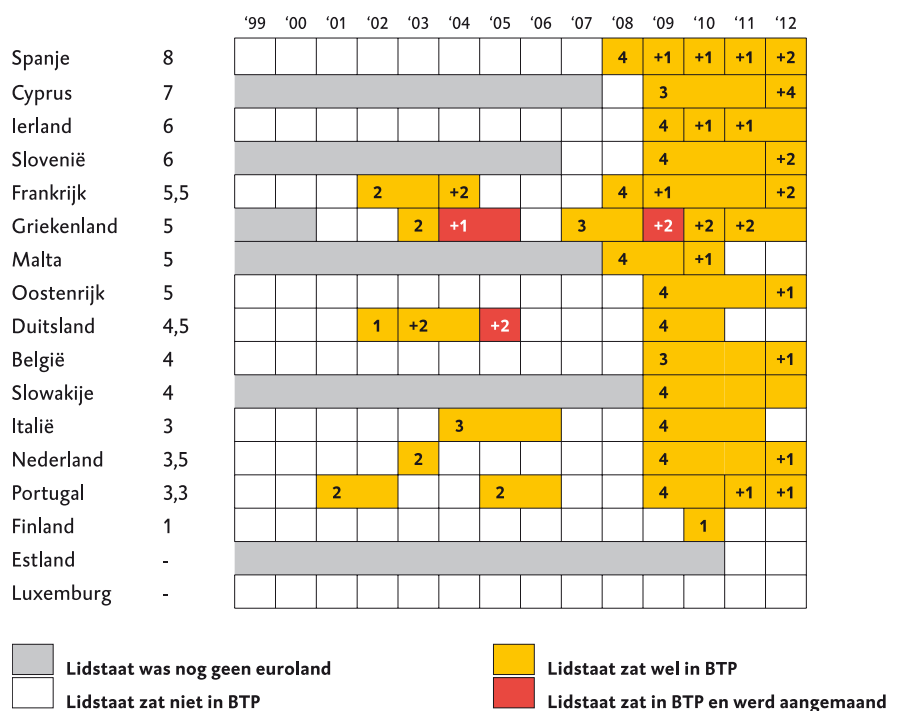 ‘99 ‘00 ‘01 ‘02 ‘03 ‘04 ‘05 ‘06 ‘07 ‘08 ‘09 ‘10 ‘11 ‘12
Spanje 8 4 +1 +1 +1 +2
Cyprus 7 3 +4
Ierland 6 4 +1 +1
Slovenië 6 4 +2
Frankrijk 5,5 2 +2 4 +1 +2
Griekenland 5 2 +1 3 +2 +2 +2
Malta 5 4 +1
Oostenrijk 5 4 +1
Duitsland 4,5 1 +2 +2 4
België 4 3 +1
Slowakije 4 4
Italië 3 3 4
Nederland 3,5 2 4 +1
Portugal 3,3 2 2 4 +1 +1
Finland 1 1
Estland -
Luxemburg -
Lidstaat was nog geen euroland
Lidstaat zat niet in BTP
Lidstaat zat wel in BTP
Lidstaat zat in BTP en werd aangemaand